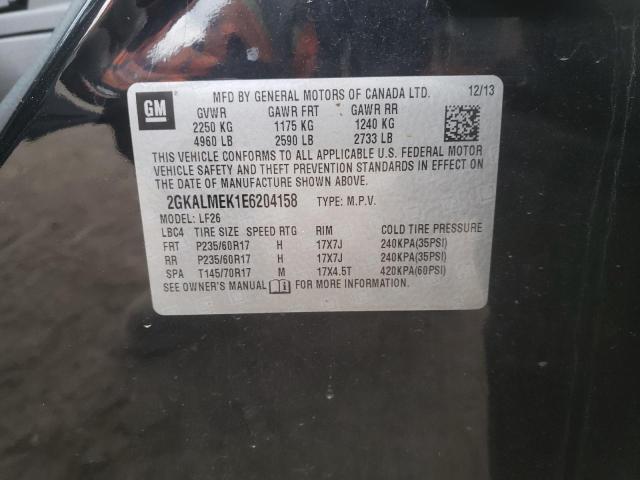 GM
MFD BY GENERAL MOTORS OF CANADA LTD. 12/13
GVWR GAWR FRT GAWR RR
2250 KG 1175 KG 1240 KG
4960 LB 2590 LB 2733 LB
THIS VEHICLE CONFORMS TO ALL APPLICABLE U.S. FEDERAL MOTOR
VEHICLE SAFETY AND THEFT PREVENTION STANDARDS IN EFFECT ON
THE DATE OF MANUFACTURE SHOWN ABOVE.
2GKALMEK1E6204158 TYPE: M.P.V.
MODEL: LF26
LBC4 TIRE SIZE SPEED RTG RIM COLD TIRE PRESSURE
FRT P235/60R17 H 17X7J 240KPA(35PSI)
RR P235/60R17 H 17X7J 240KPA(35PSI)
SPA T145/70R17 M 17X4.5T 420KPA(60PSI)
SEE OWNER'S MANUAL FOR MORE INFORMATION.